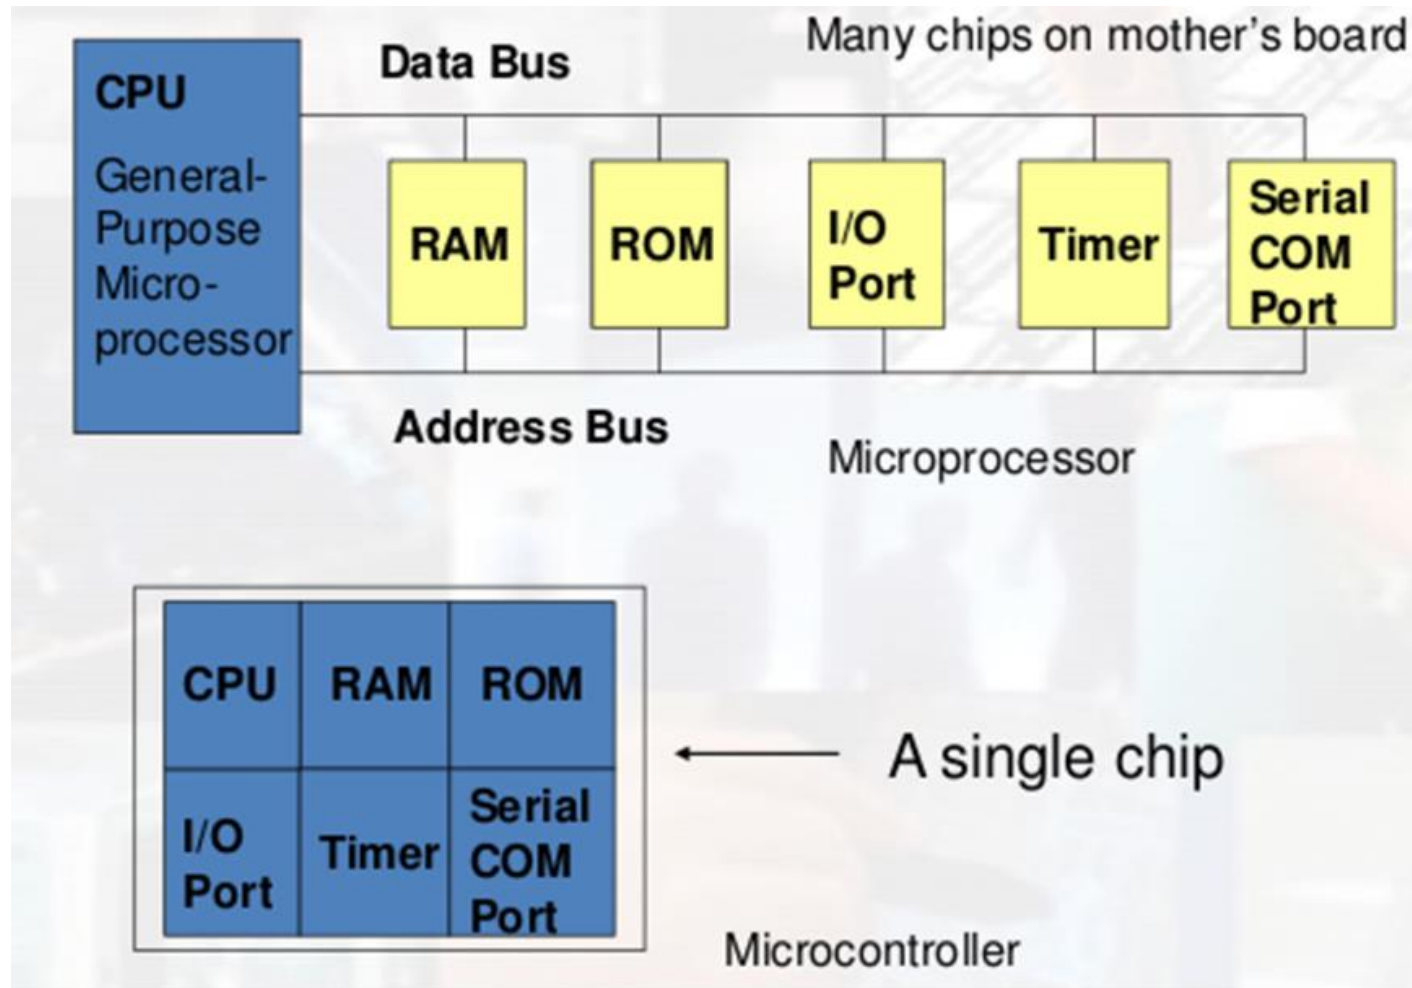 Many chips on mother's board
Data Bus
CPU
General-
Purpose
Micro-
processor
RAM
ROM
I/O
Port
Timer
Serial
COM
Port
Address Bus
Microprocessor
CPU
RAM
ROM
I/O
Port
Timer
Serial
COM
Port
A single chip
Microcontroller